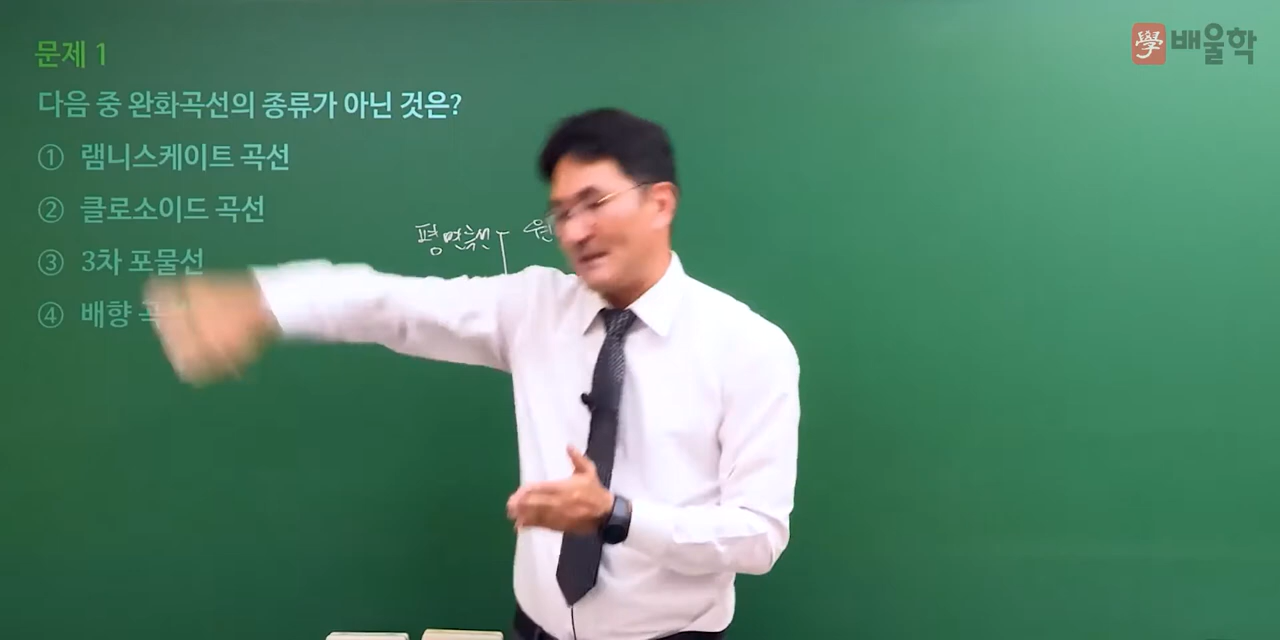 문제 1
다음 중 완화곡선의 종류가 아닌 것은?
① 램니스케이트 곡선
② 클로소이드 곡선
③ 3차 포물선
④ 배향
평면곡선
學 배울학